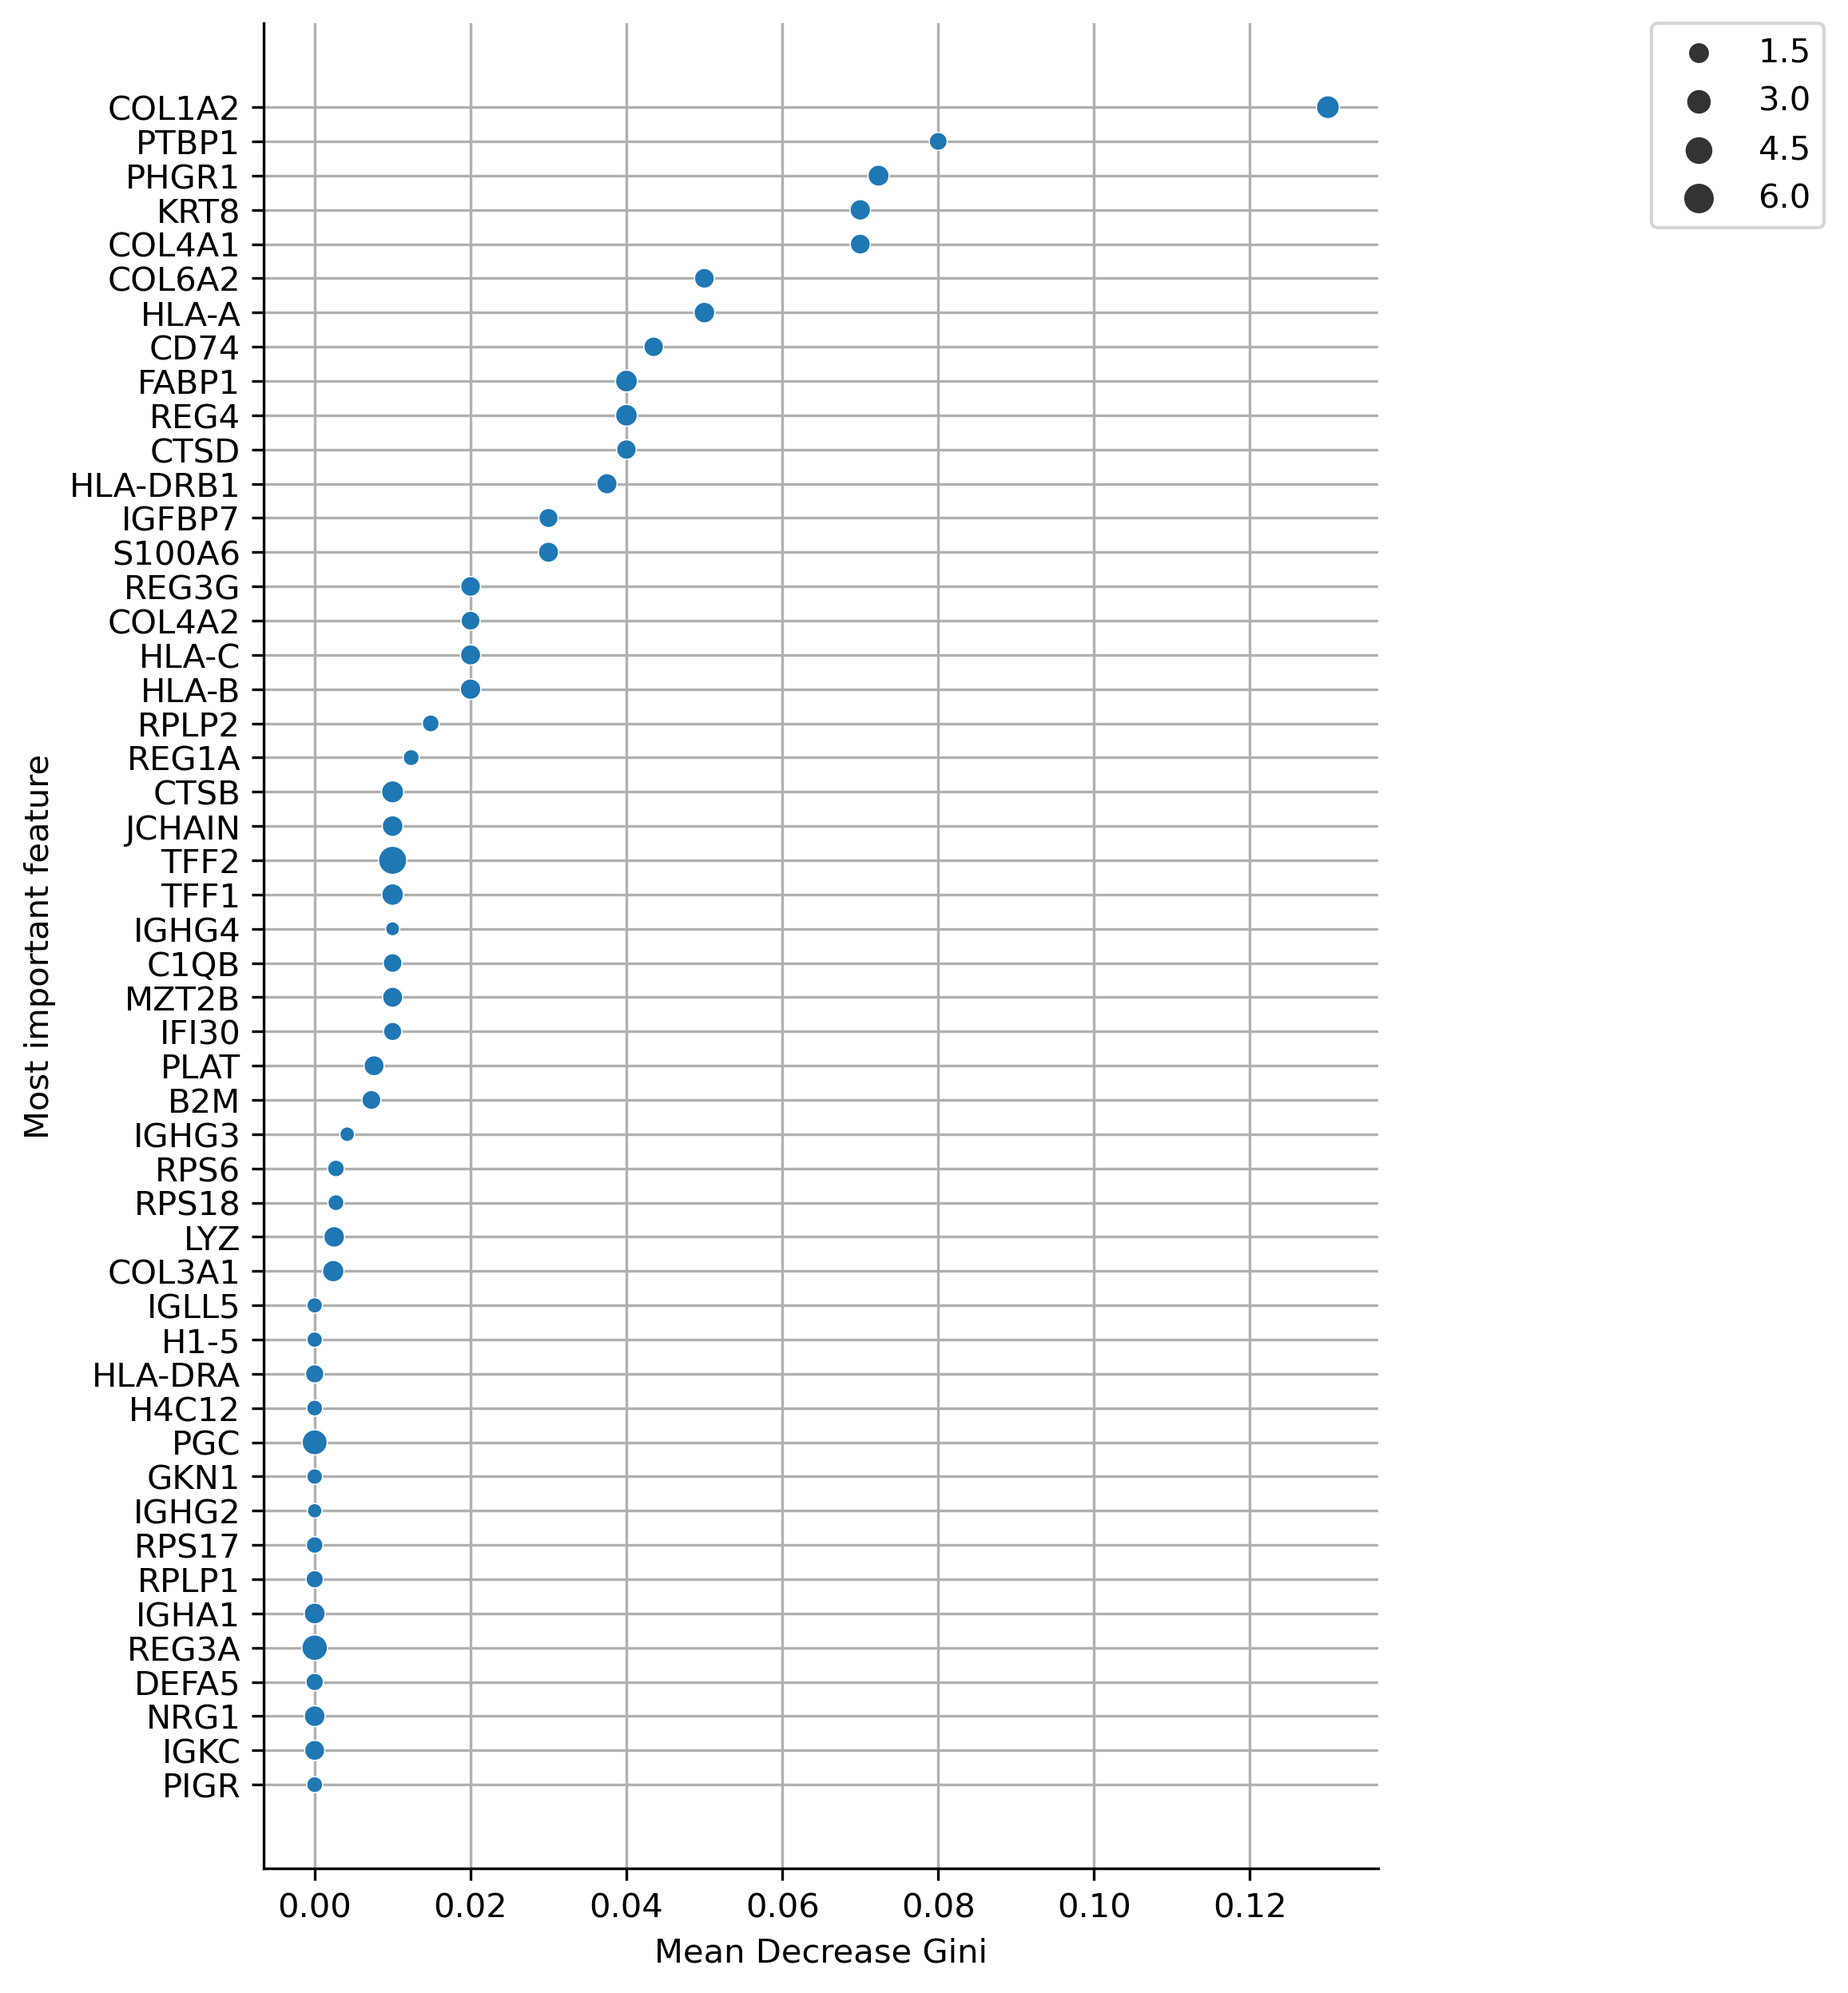 COL1A2
PTBP1
PHGR1
KRT8
COL4A1
COL6A2
HLA-A
CD74
FABP1
REG4
CTSD
HLA-DRB1
IGFBP7
S100A6
REG3G
COL4A2
HLA-C
HLA-B
RPLP2
REG1A
CTSB
JCHAIN
TFF2
TFF1
IGHG4
C1QB
MZT2B
IFI30
PLAT
B2M
IGHG3
RPS6
RPS18
LYZ
COL3A1
IGLL5
H1-5
HLA-DRA
H4C12
PGC
GKN1
IGHG2
RPS17
RPLP1
IGHA1
REG3A
DEFA5
NRG1
IGKC
PIGR
Most important feature
0.00 0.02 0.04 0.06 0.08 0.10 0.12
Mean Decrease Gini
1.5
3.0
4.5
6.0